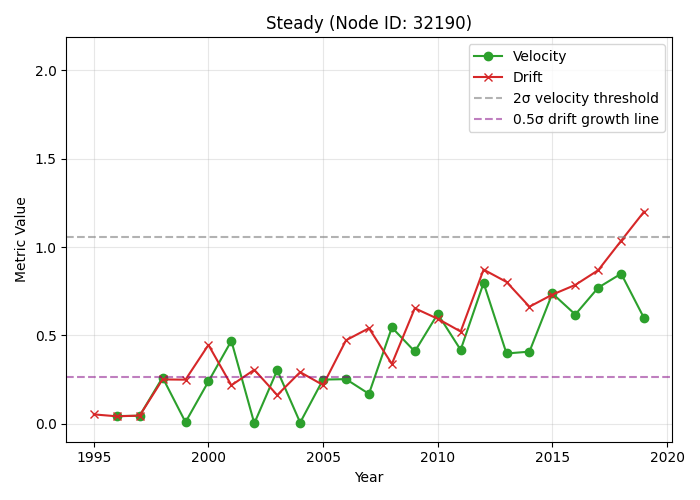 Steady (Node ID: 32190)
Velocity
Drift
2σ velocity threshold
0.5σ drift growth line
Metric Value
2.0
1.5
1.0
0.5
0.0
1995 2000 2005 2010 2015 2020
Year